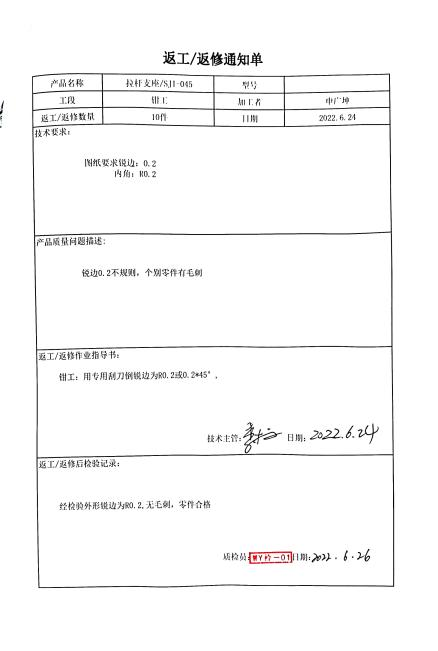 返工/返修通知单
产品名称 拉杆支座/SJ1-045 型号
工段 钳工 加工者 申广坤
返工/返修数量 10件 日期 2022.6.24
技术要求:
图纸要求锐边: 0.2
内角: R0.2
产品质量问题描述:
锐边0.2不规则, 个别零件有毛刺
返工/返修作业指导书:
钳工: 用专用刮刀倒锐边为R0.2或0.2*45°.
技术主管: 日期: 2022.6.24
返工/返修后检验记录:
经检验外形锐边为R0.2,无毛刺, 零件合格
质检员: 日期: 2022.6.26